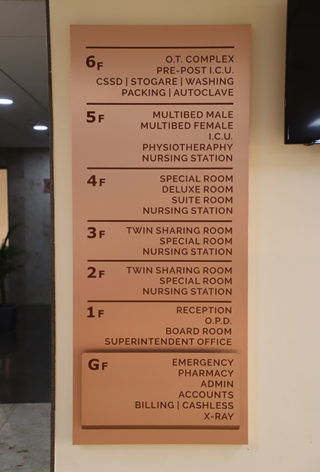 6F O.T. COMPLEX
PRE-POST I.C.U.
CSSD | STOGARE | WASHING
PACKING | AUTOCLAVE
5F MULTIBED MALE
MULTIBED FEMALE
I.C.U.
PHYSIOTHERAPHY
NURSING STATION
4F SPECIAL ROOM
DELUXE ROOM
SUITE ROOM
NURSING STATION
3F TWIN SHARING ROOM
SPECIAL ROOM
NURSING STATION
2F TWIN SHARING ROOM
SPECIAL ROOM
NURSING STATION
1F RECEPTION
O.P.D.
BOARD ROOM
SUPERINTENDENT OFFICE
GF EMERGENCY
PHARMACY
ADMIN
ACCOUNTS
BILLING | CASHLESS
X-RAY